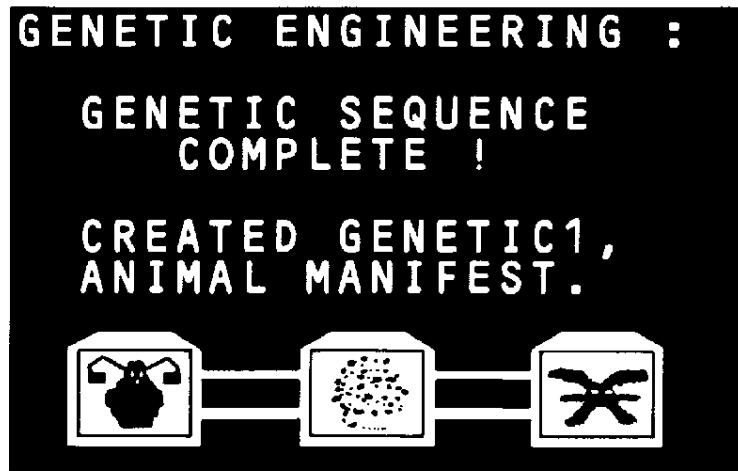 GENETIC ENGINEERING :
GENETIC SEQUENCE
COMPLETE !
CREATED GENETIC1,
ANIMAL MANIFEST.